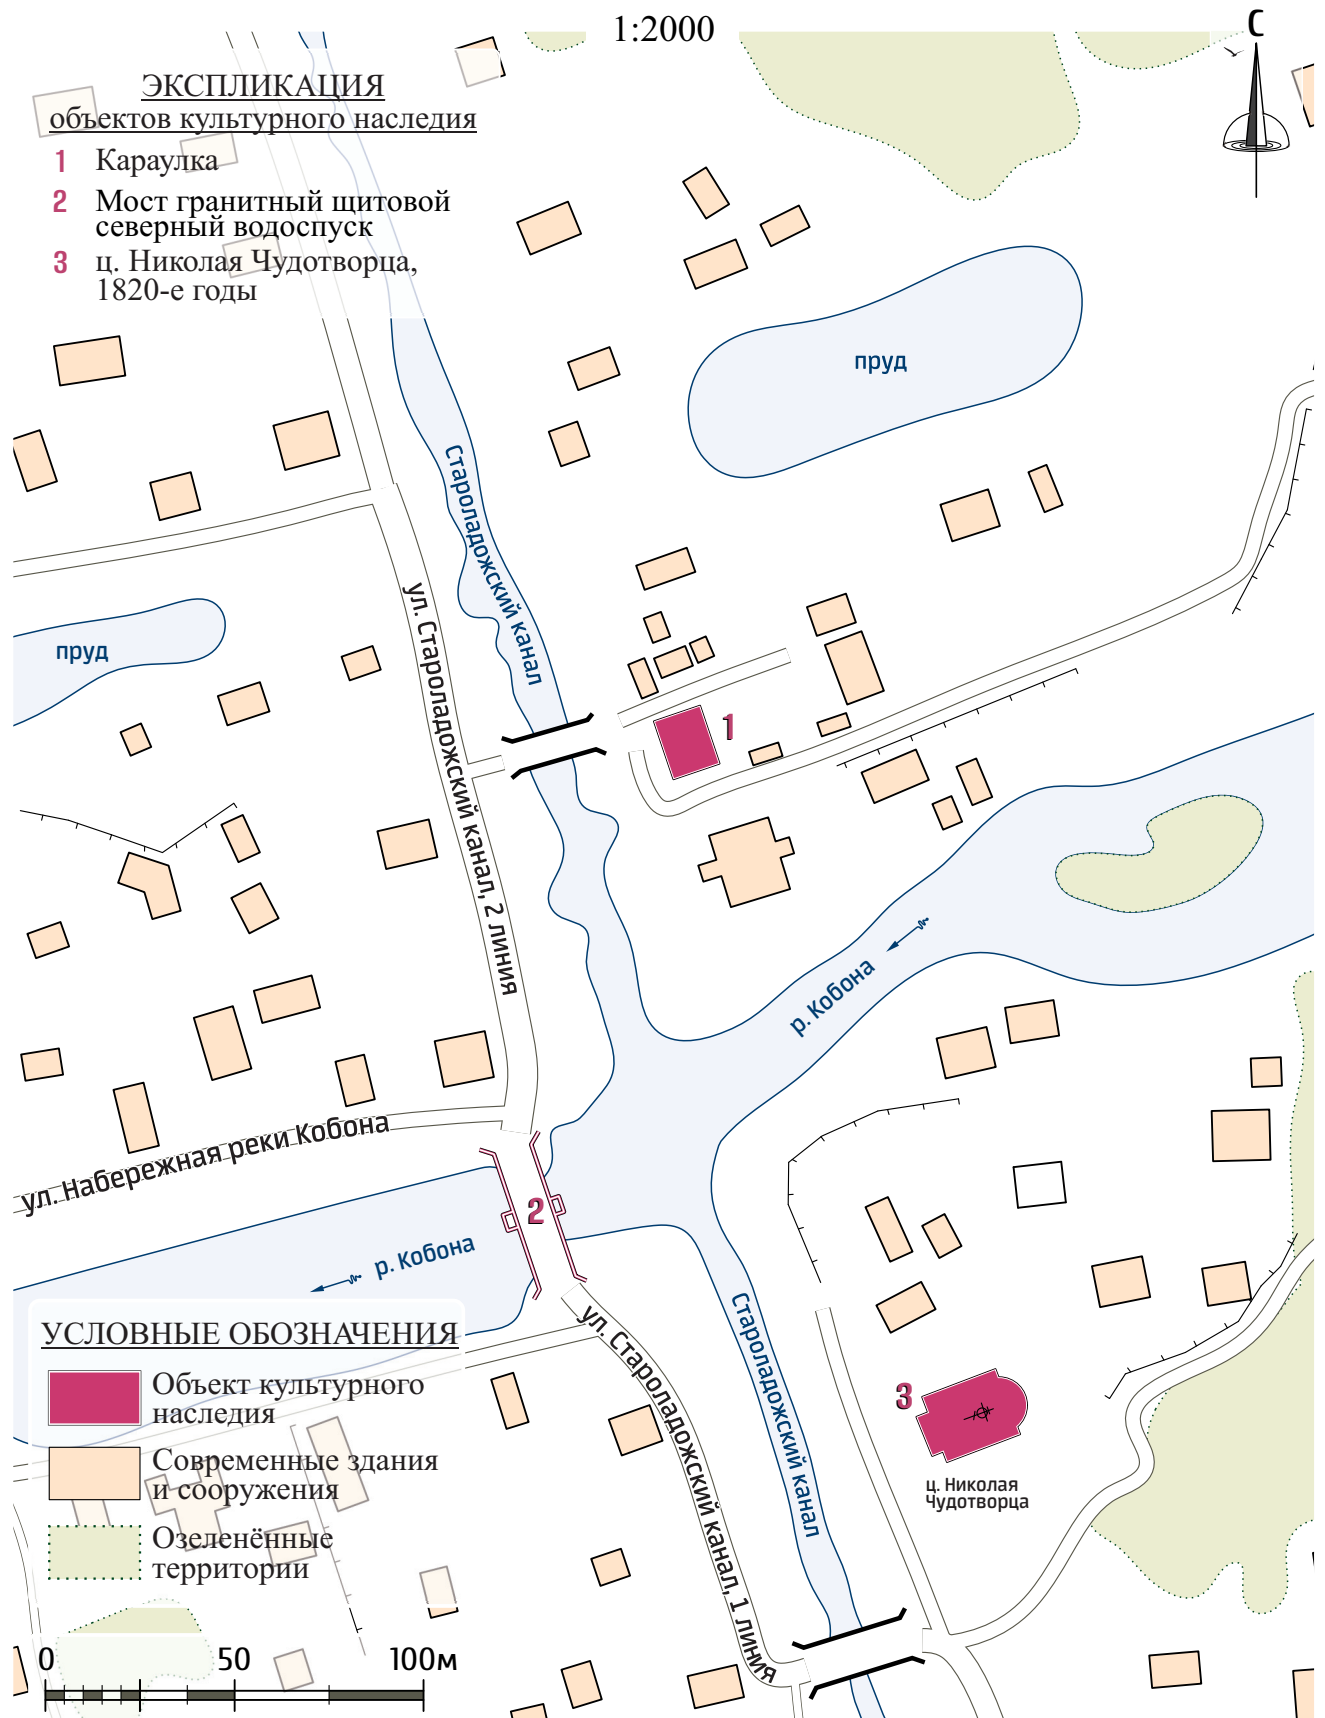 1:2000
С
ЭКСПЛИКАЦИЯ
объектов культурного наследия
1 Караулка
2 Мост гранитный щитовой
северный водоспуск
3 ц. Николая Чудотворца,
1820-е годы
пруд
Староладожский канал
ул. Староладожский канал, 2 линия
пруд
1
р. Кобона
ул. Набережная реки Кобона
2
р. Кобона
ул. Староладожский канал, 1 линия
Староладожский канал
3
ц. Николая
Чудотворца
УСЛОВНЫЕ ОБОЗНАЧЕНИЯ
Объект культурного
наследия
Современные здания
и сооружения
Озеленённые
территории
0 50 100м